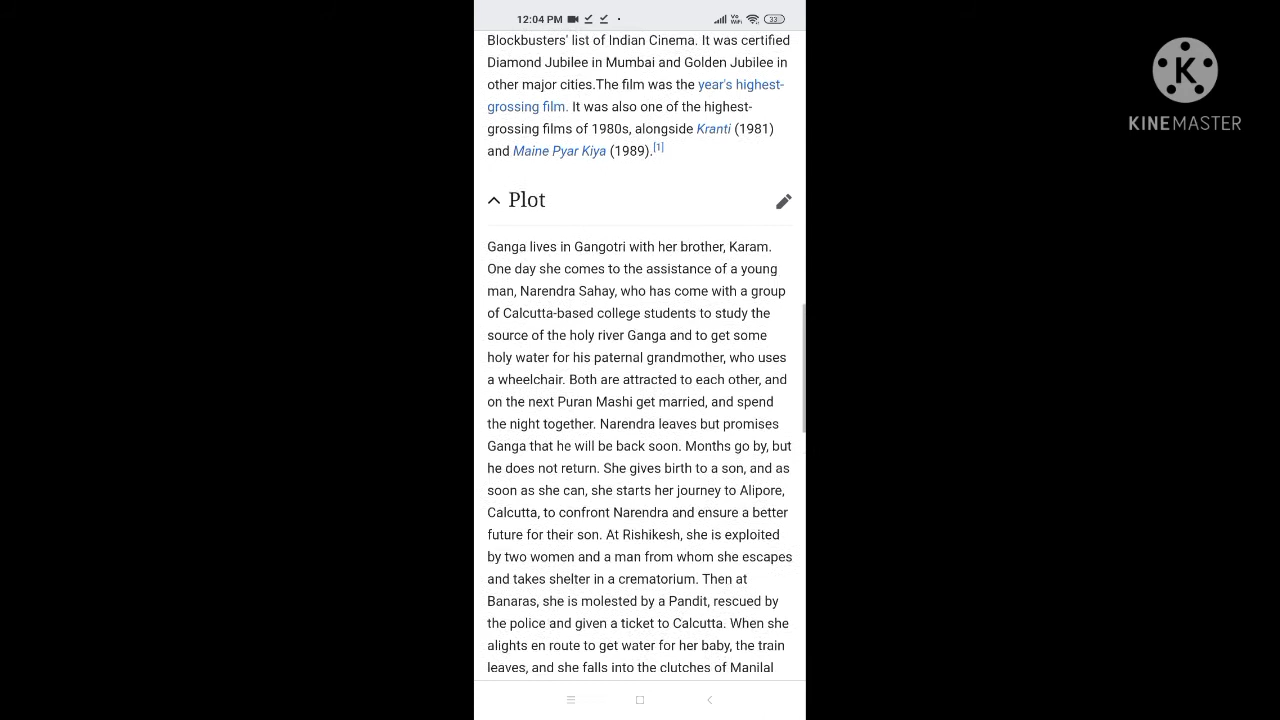 12:04 PM
Vo
WiFi
33
Blockbusters' list of Indian Cinema. It was certified
Diamond Jubilee in Mumbai and Golden Jubilee in
other major cities.The film was the year's highest-
grossing film. It was also one of the highest-
grossing films of 1980s, alongside Kranti (1981)
and Maine Pyar Kiya (1989).[1]
Plot
Ganga lives in Gangotri with her brother, Karam.
One day she comes to the assistance of a young
man, Narendra Sahay, who has come with a group
of Calcutta-based college students to study the
source of the holy river Ganga and to get some
holy water for his paternal grandmother, who uses
a wheelchair. Both are attracted to each other, and
on the next Puran Mashi get married, and spend
the night together. Narendra leaves but promises
Ganga that he will be back soon. Months go by, but
he does not return. She gives birth to a son, and as
soon as she can, she starts her journey to Alipore,
Calcutta, to confront Narendra and ensure a better
future for their son. At Rishikesh, she is exploited
by two women and a man from whom she escapes
and takes shelter in a crematorium. Then at
Banaras, she is molested by a Pandit, rescued by
the police and given a ticket to Calcutta. When she
alights en route to get water for her baby, the train
leaves, and she falls into the clutches of Manilal
K
KINEMASTER